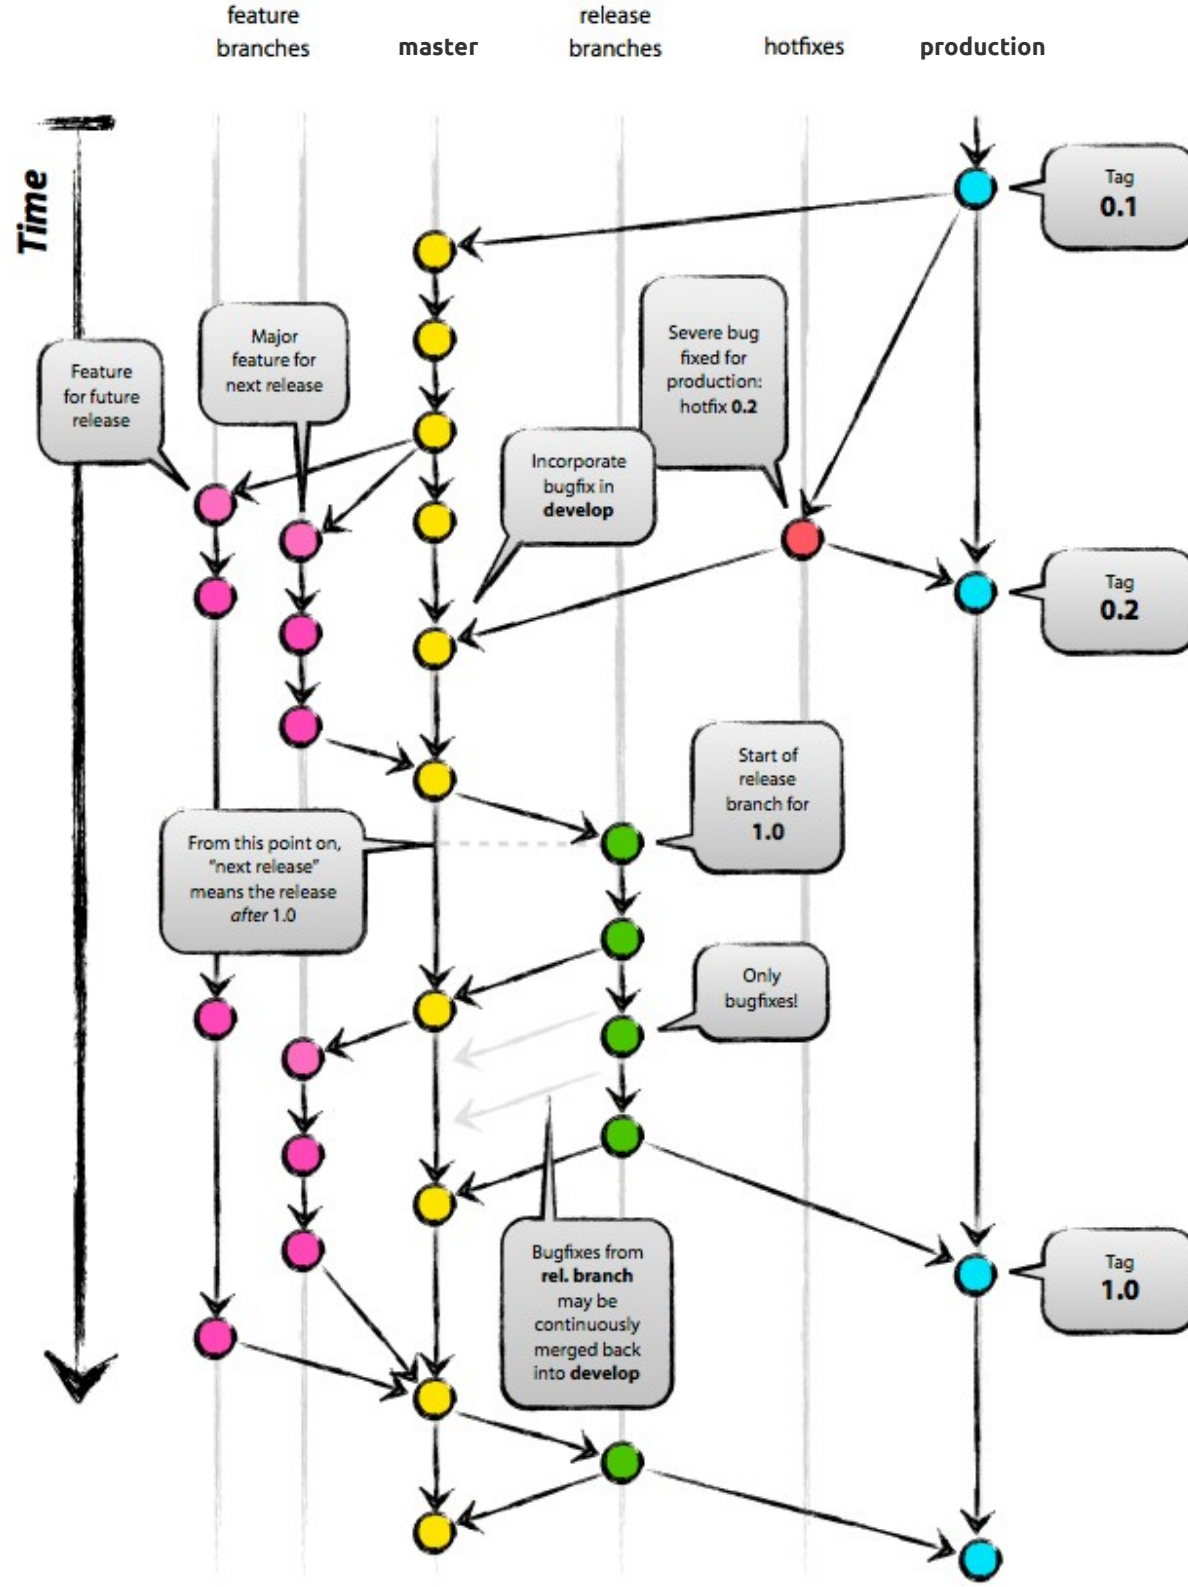 feature
branches
master
release
branches
hotfixes
production
Time
Tag
0.1
Major
feature for
next release
Feature
for future
release
Severe bug
fixed for
production:
hotfix 0.2
Incorporate
bugfix in
develop
Tag
0.2
Start of
release
branch for
1.0
From this point on,
“next release”
means the release
after 1.0
Only
bugfixes!
Bugfixes from
rel. branch
may be
continuously
merged back
into develop
Tag
1.0